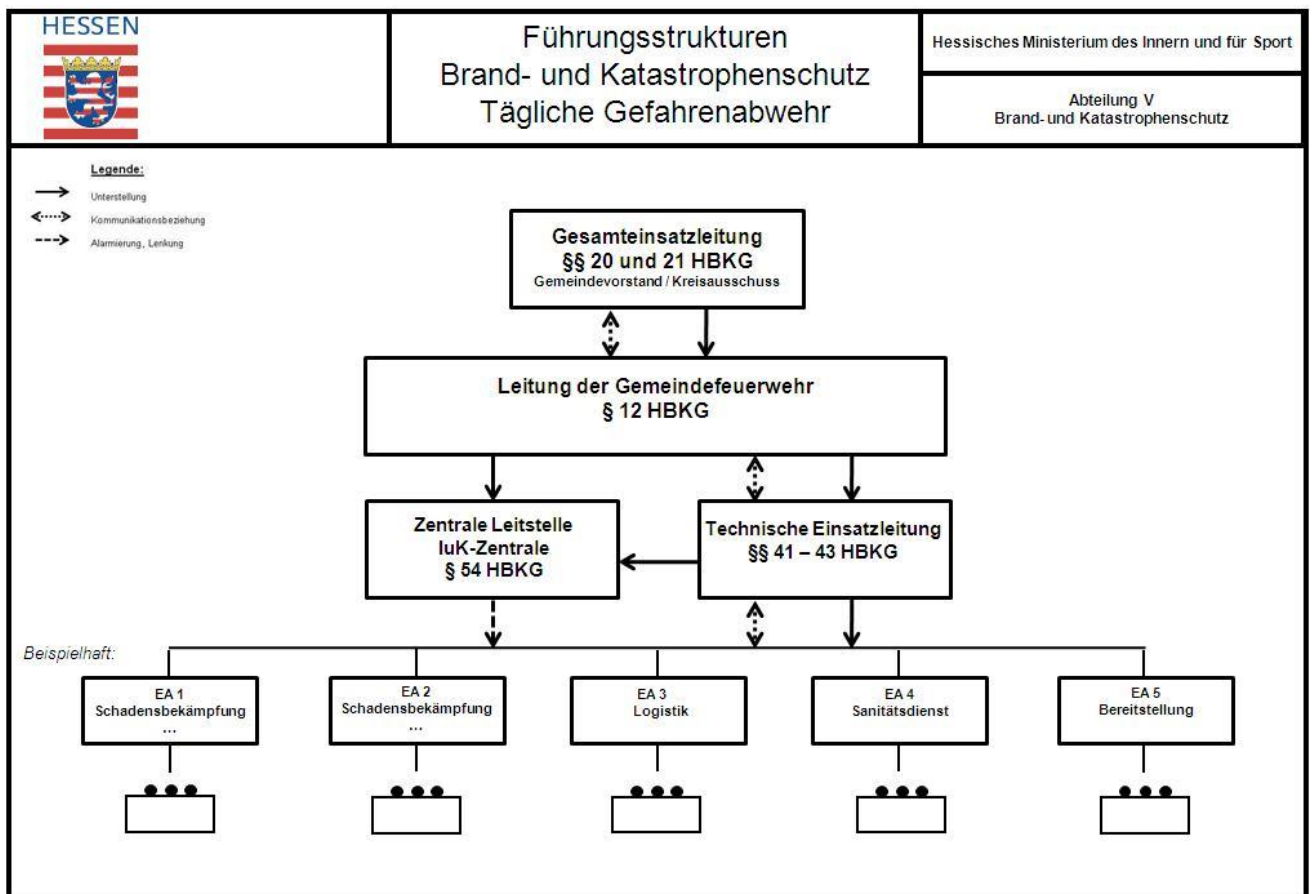 HESSEN
Führungsstrukturen
Brand- und Katastrophenschutz
Tägliche Gefahrenabwehr
Hessisches Ministerium des Innern und für Sport
Abteilung V
Brand- und Katastrophenschutz
Legende:
Unterstellung
Kommunikationsbeziehung
Alarmierung, Lenkung
Gesamteinsatzleitung
§§ 20 und 21 HBKG
Gemeindevorstand / Kreisausschuss
Leitung der Gemeindefeuerwehr
§ 12 HBKG
Zentrale Leitstelle
IuK-Zentrale
§ 54 HBKG
Technische Einsatzleitung
§§ 41 – 43 HBKG
Beispielhaft:
EA 1
Schadensbekämpfung
...
EA 2
Schadensbekämpfung
...
EA 3
Logistik
EA 4
Sanitätsdienst
EA 5
Bereitstellung